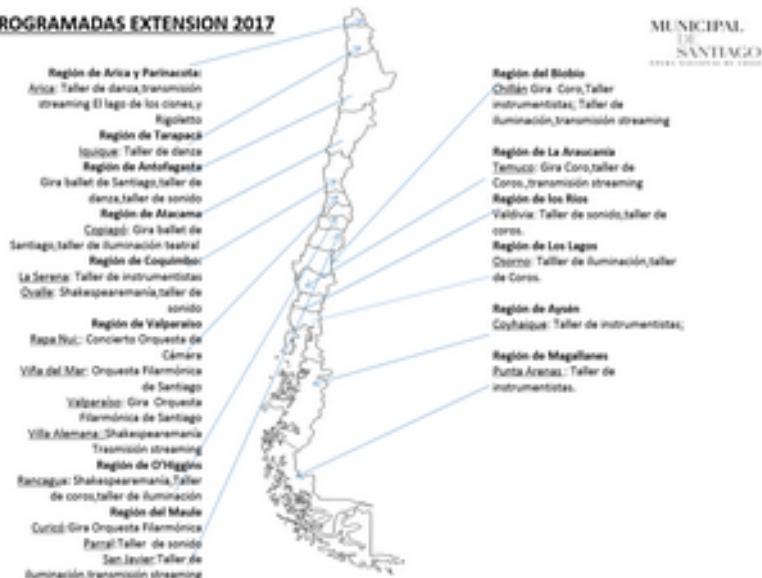 ROGRAMADAS EXTENSION 2017
MUNICIPAL
DE
SANTIAGO
Región de Arica y Parinacota:
Arica: Taller de danza,transmisión
streaming El lago de los cisnes,y
Rigoletto
Región de Tarapacá
Iquique: Taller de danza
Región de Antofagasta
Gira ballet de Santiago,taller de
danza,taller de sonido
Región de Atacama
Copiapó: Gira ballet de
Santiago,taller de iluminación teatral
Región de Coquimbo:
La Serena: Taller de instrumentistas
Ovalle: Shakespearemanía,taller de
sonido
Región de Valparaíso
Rapa Nui.: Concierto Orquesta de
Cámara
Viña del Mar: Orquesta Filarmónica
de Santiago
Valparaíso: Gira Orquesta
Filarmónica de Santiago
Villa Alemana: Shakespearemanía
Trasmisión streaming
Región de O'Higgins
Rancagua: Shakespearemanía,Taller
de coros,taller de iluminación
Región del Maule
Curicó:Gira Orquesta Filarmónica
Parral:Taller de sonido
San Javier:Taller de
iluminación,transmisión streaming
Región del Biobío
Chillán Gira Coro,Taller
instrumentistas; Taller de
iluminación,transmisión streaming
Región de La Araucanía
Temuco: Gira Coro,taller de
Coros.,transmisión streaming
Región de los Ríos
Valdivia: Taller de sonido,taller de
coros.
Región de Los Lagos
Osorno: Talller de iluminación,taller
de Coros.
Región de Aysén
Coyhaique: Taller de instrumentistas;
Región de Magallanes
Punta Arenas : Taller de
instrumentistas.